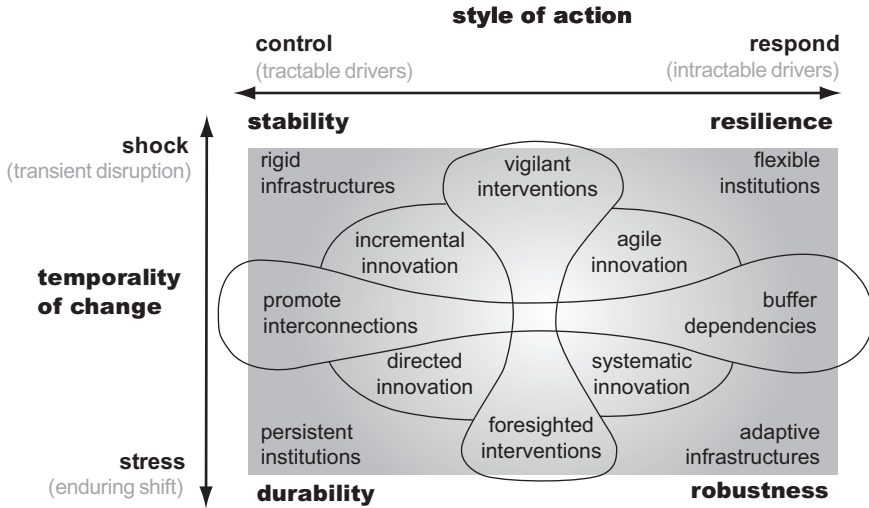 style of action
control
(tractable drivers)
respond
(intractable drivers)
stability
resilience
shock
(transient disruption)
rigid
infrastructures
vigilant
interventions
flexible
institutions
incremental
innovation
agile
innovation
temporality
of change
promote
interconnections
buffer
dependencies
directed
innovation
systematic
innovation
persistent
institutions
foresighted
interventions
adaptive
infrastructures
stress
(enduring shift)
durability
robustness